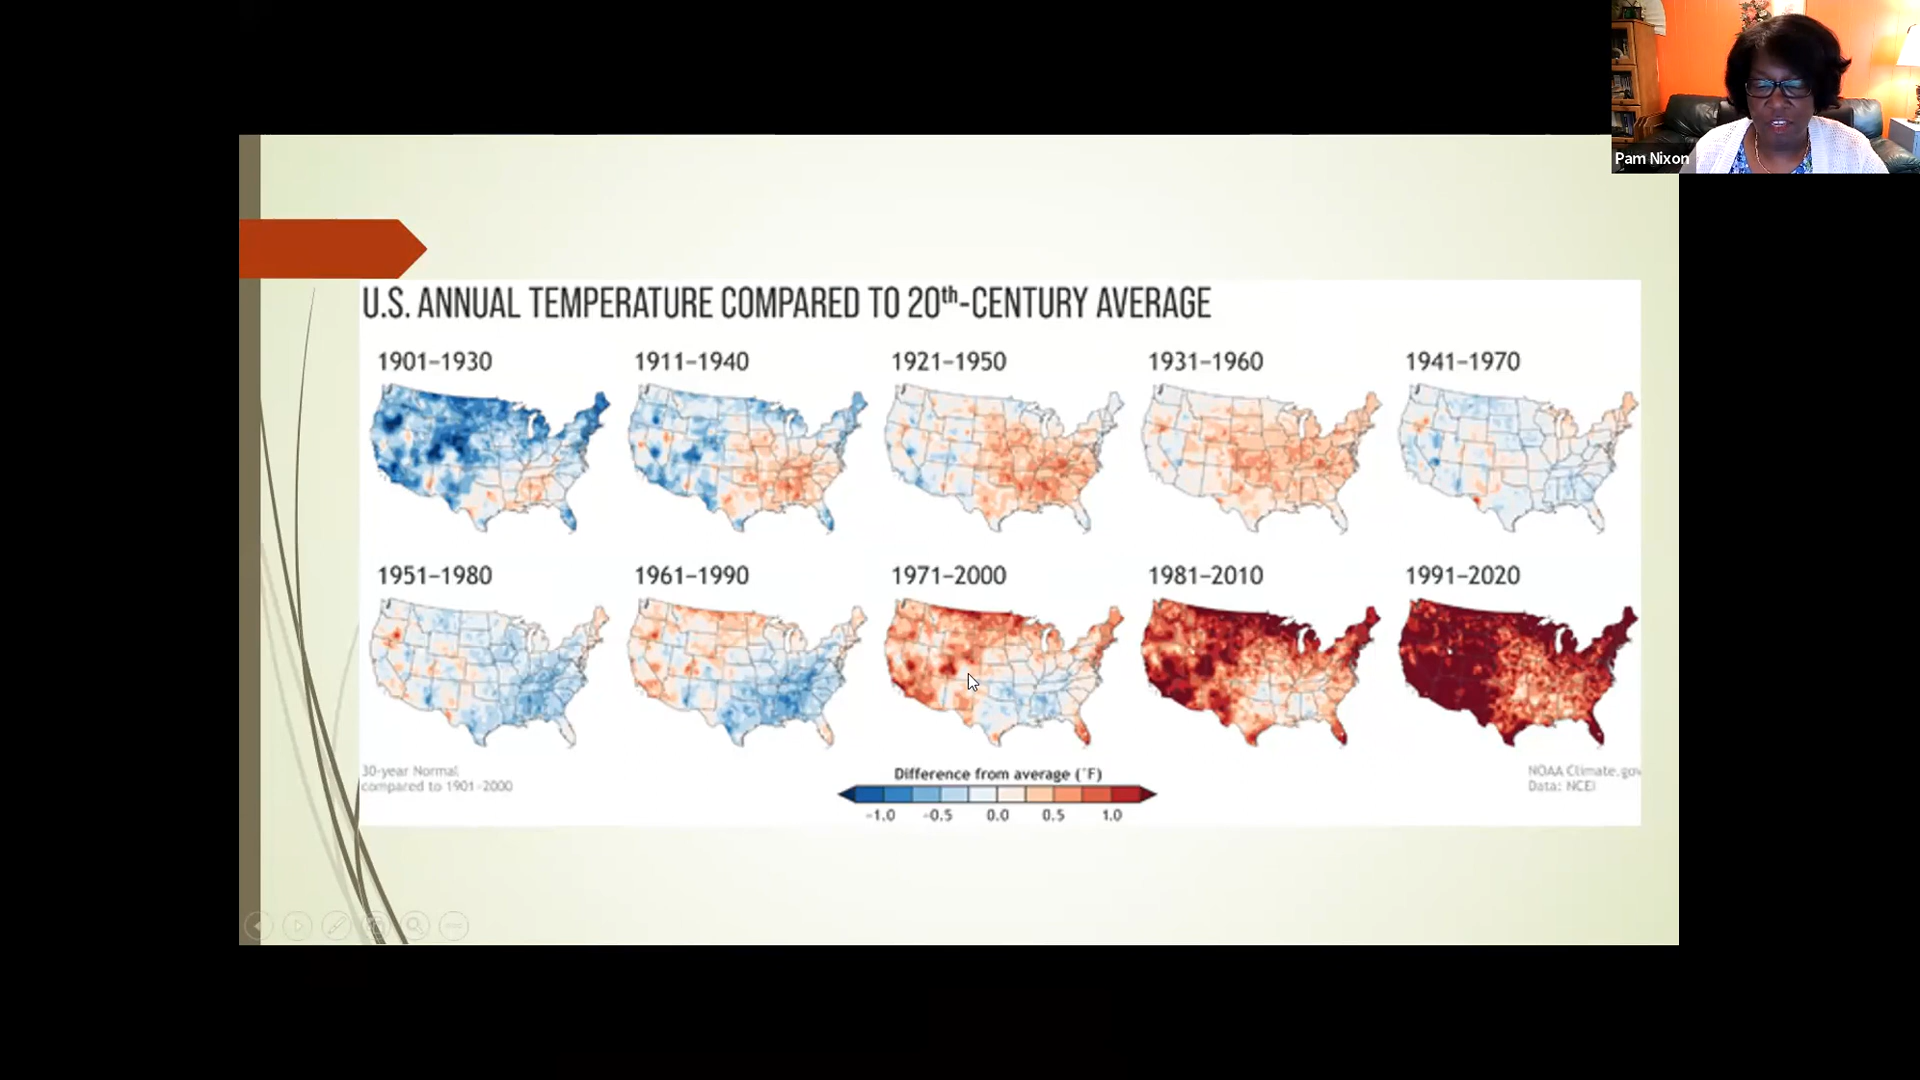 Pam Nixon
U.S. ANNUAL TEMPERATURE COMPARED TO 20th-CENTURY AVERAGE
1901–1930
1911–1940
1921–1950
1931–1960
1941–1970
1951–1980
1961–1990
1971–2000
1981–2010
1991–2020
30-year Normal
compared to 1901–2000
Difference from average (°F)
-1.0 -0.5 0.0 0.5 1.0
NOAA Climate.gov
Data: NCEI